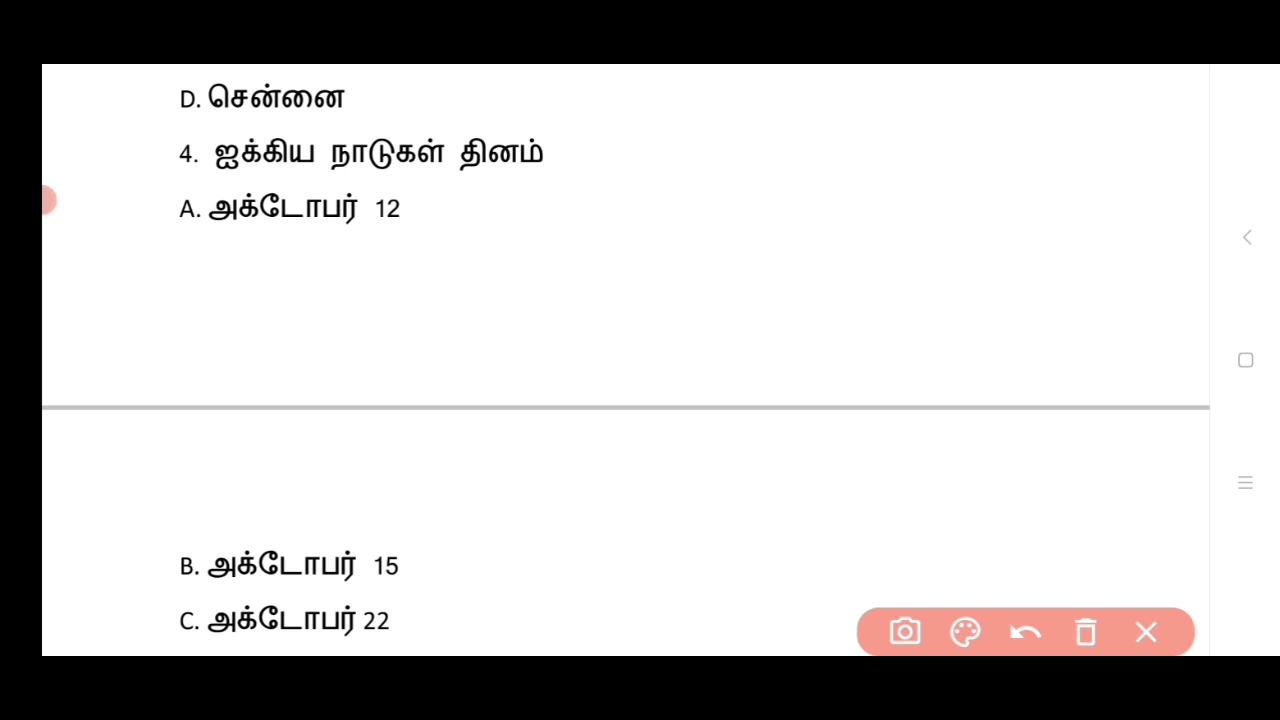 D. சென்னை
4. ஐக்கிய நாடுகள் தினம்
A. அக்டோபர் 12
B. அக்டோபர் 15
C. அக்டோபர் 22